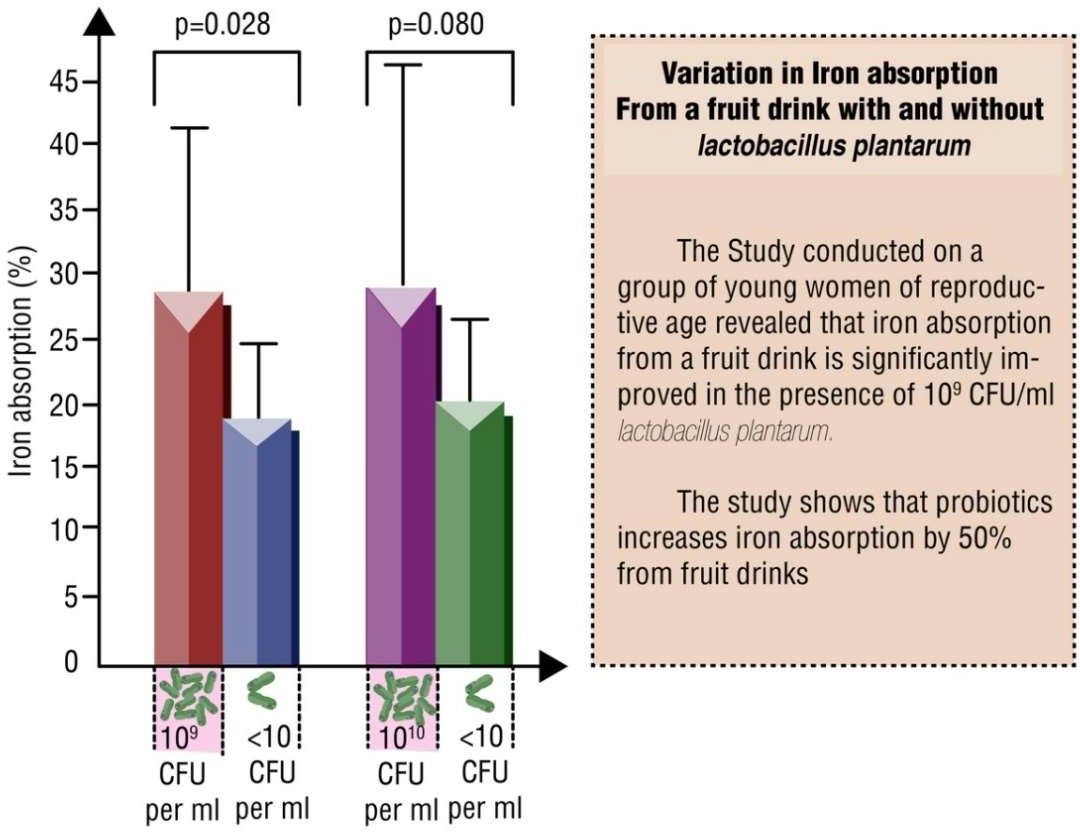 p=0.028
p=0.080
Iron absorption (%)
45
40
35
30
25
20
15
10
5
0
10⁹
CFU
per ml
<10
CFU
per ml
10¹⁰
CFU
per ml
<10
CFU
per ml
Variation in Iron absorption
From a fruit drink with and without
lactobacillus plantarum
The Study conducted on a
group of young women of reproduc-
tive age revealed that iron absorption
from a fruit drink is significantly im-
proved in the presence of 10⁹ CFU/ml
lactobacillus plantarum.
The study shows that probiotics
increases iron absorption by 50%
from fruit drinks